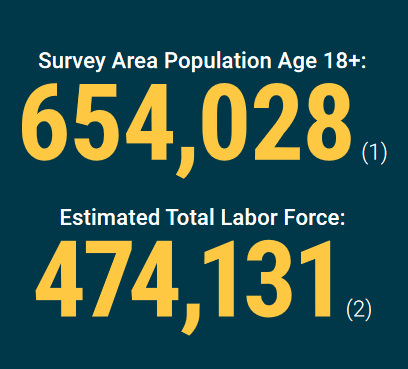 Survey Area Population Age 18+:
654,028 (1)
Estimated Total Labor Force:
474,131 (2)